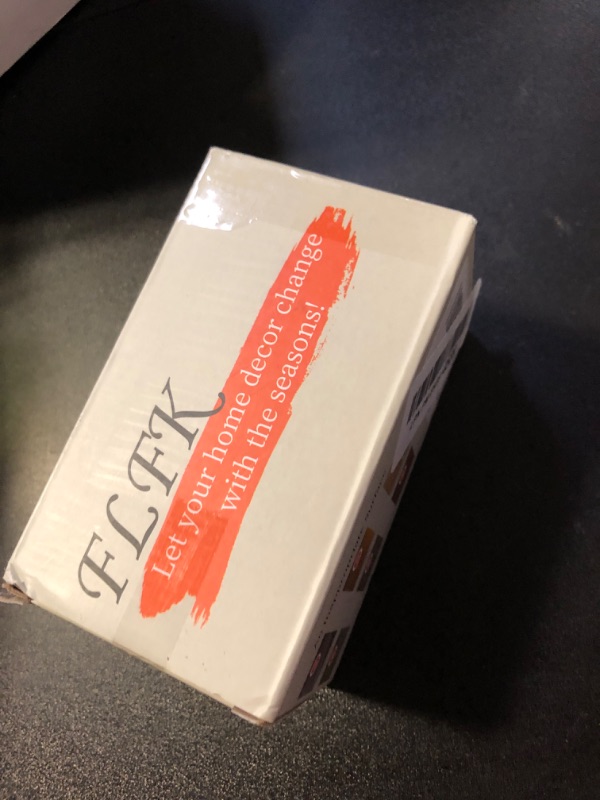 FLFK
Let your home decor change
with the seasons!